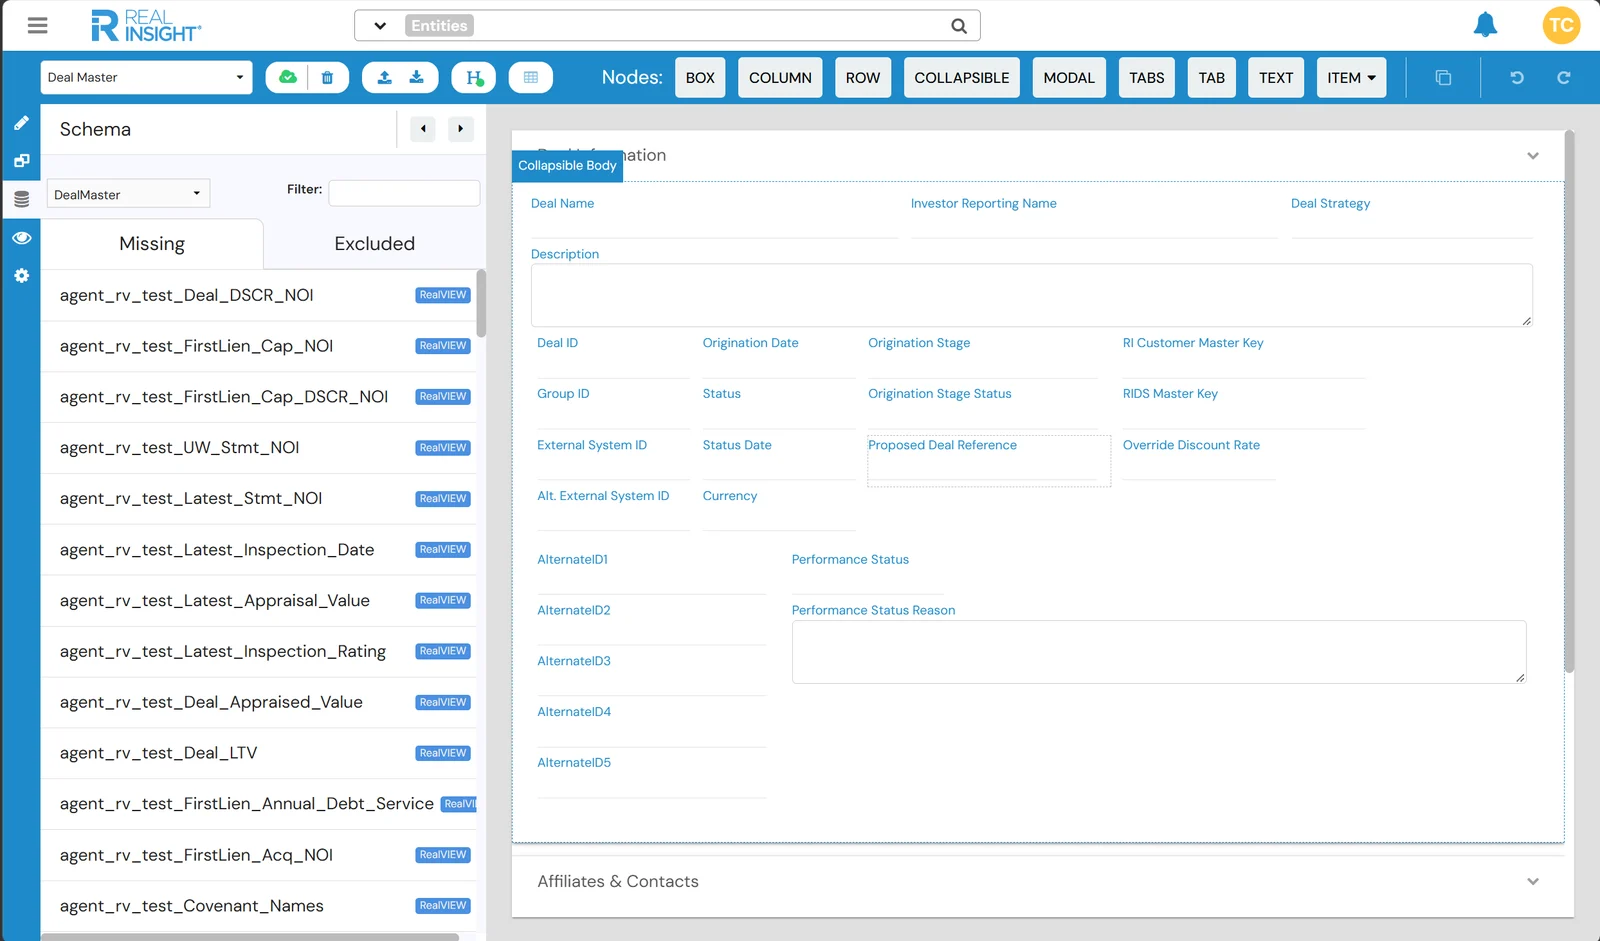 REAL INSIGHT®
Entities
TC
Deal Master
H
Nodes: BOX COLUMN ROW COLLAPSIBLE MODAL TABS TAB TEXT ITEM
Schema
DealMaster
Filter:
Missing
Excluded
agent_rv_test_Deal_DSCR_NOI RealVIEW
agent_rv_test_FirstLien_Cap_NOI RealVIEW
agent_rv_test_FirstLien_Cap_DSCR_NOI RealVIEW
agent_rv_test_UW_Stmt_NOI RealVIEW
agent_rv_test_Latest_Stmt_NOI RealVIEW
agent_rv_test_Latest_Inspection_Date RealVIEW
agent_rv_test_Latest_Appraisal_Value RealVIEW
agent_rv_test_Latest_Inspection_Rating RealVIEW
agent_rv_test_Deal_Appraised_Value RealVIEW
agent_rv_test_Deal_LTV RealVIEW
agent_rv_test_FirstLien_Annual_Debt_Service RealVI
agent_rv_test_FirstLien_Acq_NOI RealVIEW
agent_rv_test_Covenant_Names RealVIEW
Collapsible Body
Deal Name Investor Reporting Name Deal Strategy
Description
Deal ID Origination Date Origination Stage RI Customer Master Key
Group ID Status Origination Stage Status RIDS Master Key
External System ID Status Date Proposed Deal Reference Override Discount Rate
Alt. External System ID Currency
AlternateID1 Performance Status
AlternateID2 Performance Status Reason
AlternateID3
AlternateID4
AlternateID5
Affiliates & Contacts